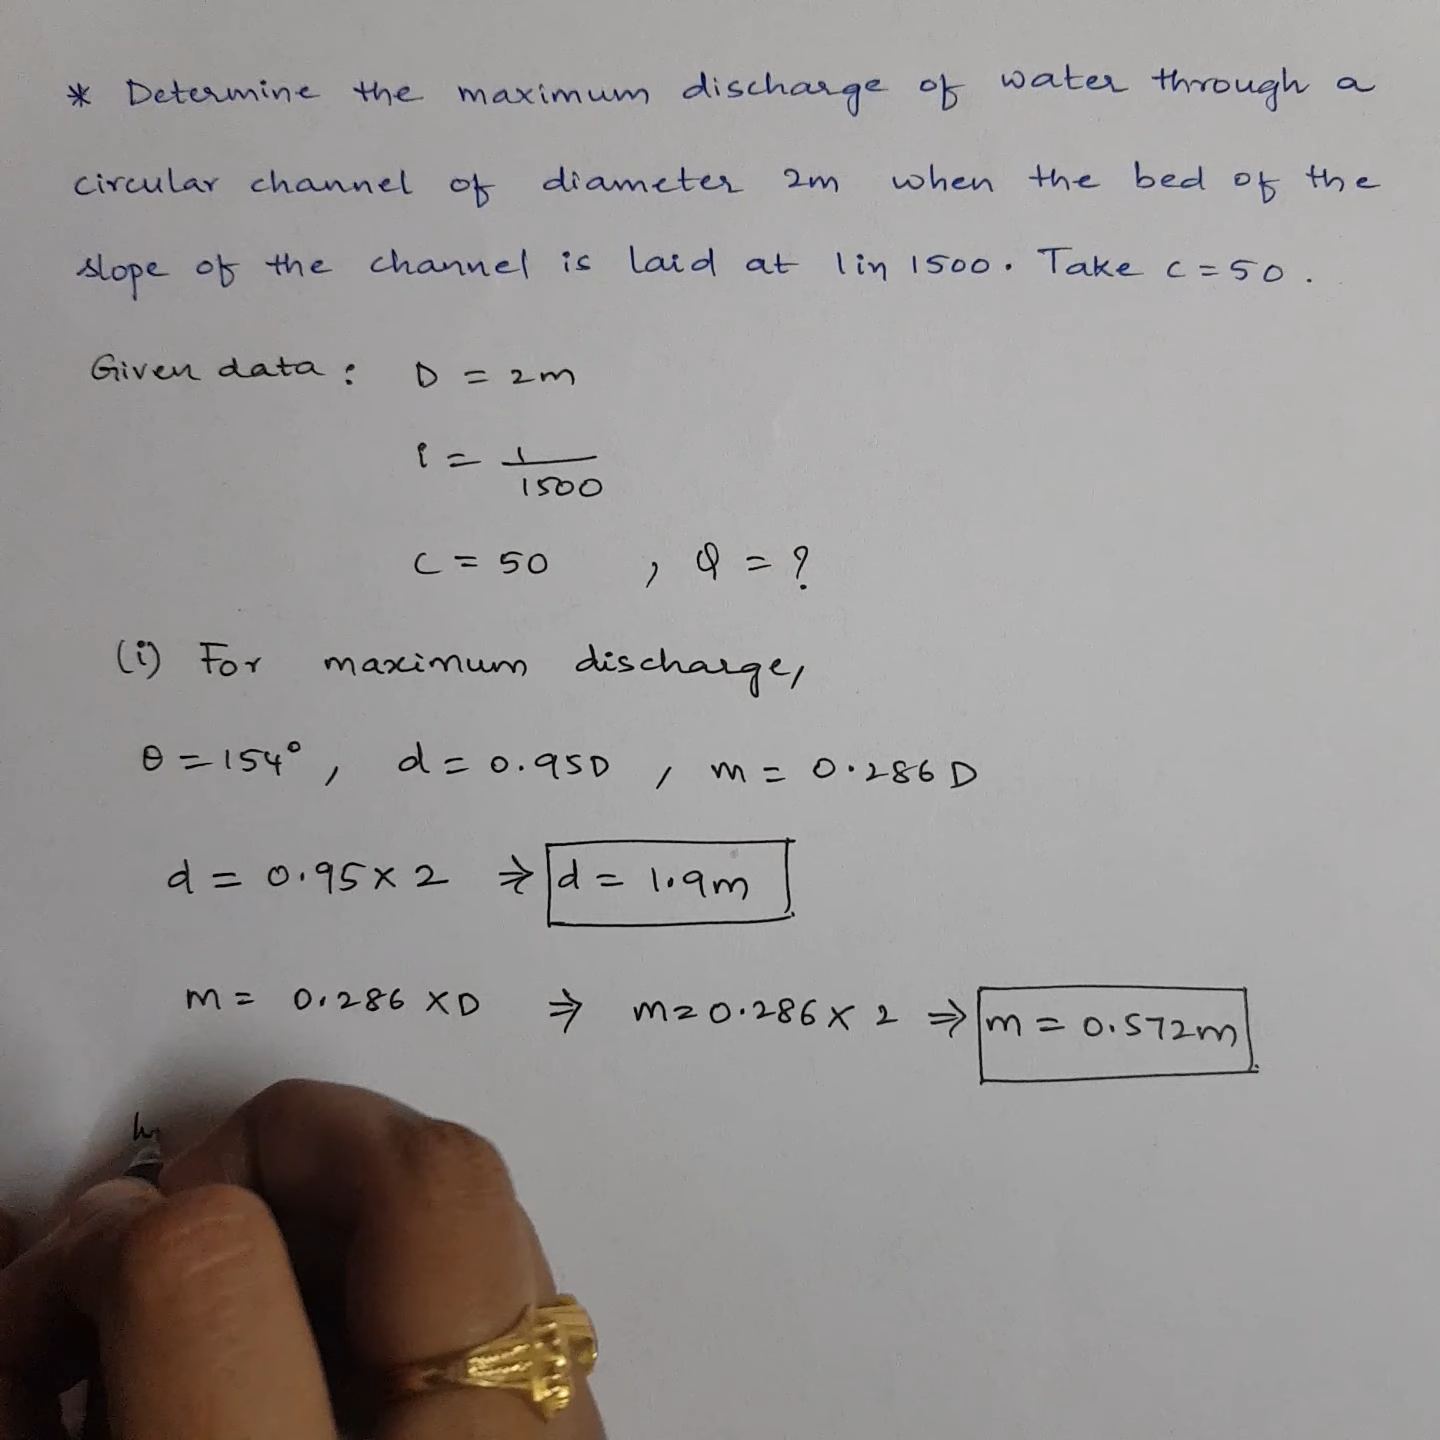 * Determine the maximum discharge of water through a
circular channel of diameter 2m when the bed of the
slope of the channel is laid at 1in 1500. Take c=50.
Given data: D = 2m
i = 1/1500
C = 50 , Q = ?
(i) For maximum discharge,
θ = 154°, d = 0.95D, m = 0.286 D
d = 0.95 x 2 ⇒ d = 1.9m
m = 0.286 X D ⇒ m = 0.286 x 2 ⇒ m = 0.572m